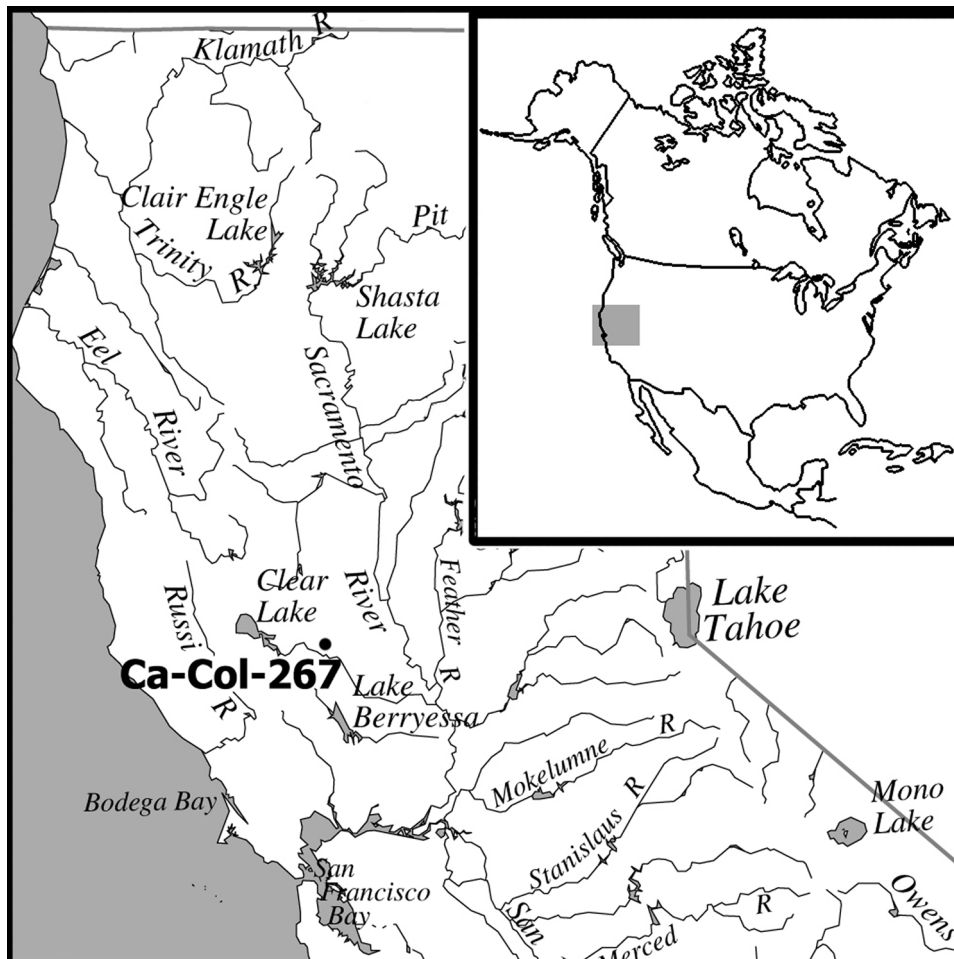 Klamath R
Clair Engle
Lake
Trinity R
Pit
Shasta
Lake
Eel
River
Sacramento
River
Clear
Lake
Feather R
Russi
R
Ca-Col-267
Lake
Berryessa
Lake
Tahoe
Mokelumne R
Bodega Bay
Stanislaus R
Mono
Lake
San
Francisco
Bay
San
Merced
R
Owens